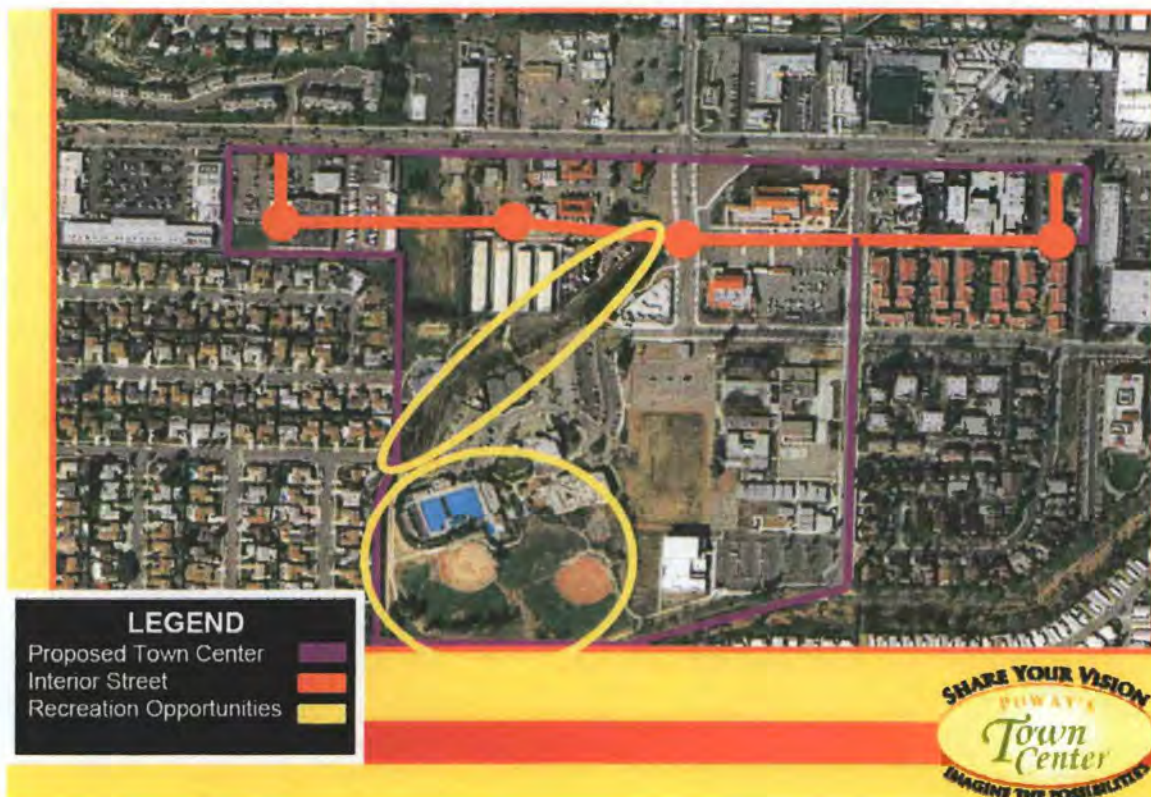 LEGEND
Proposed Town Center
Interior Street
Recreation Opportunities
SHARE YOUR VISION
POWAY'S
Town
Center
IMAGINE THE POSSIBILITIES